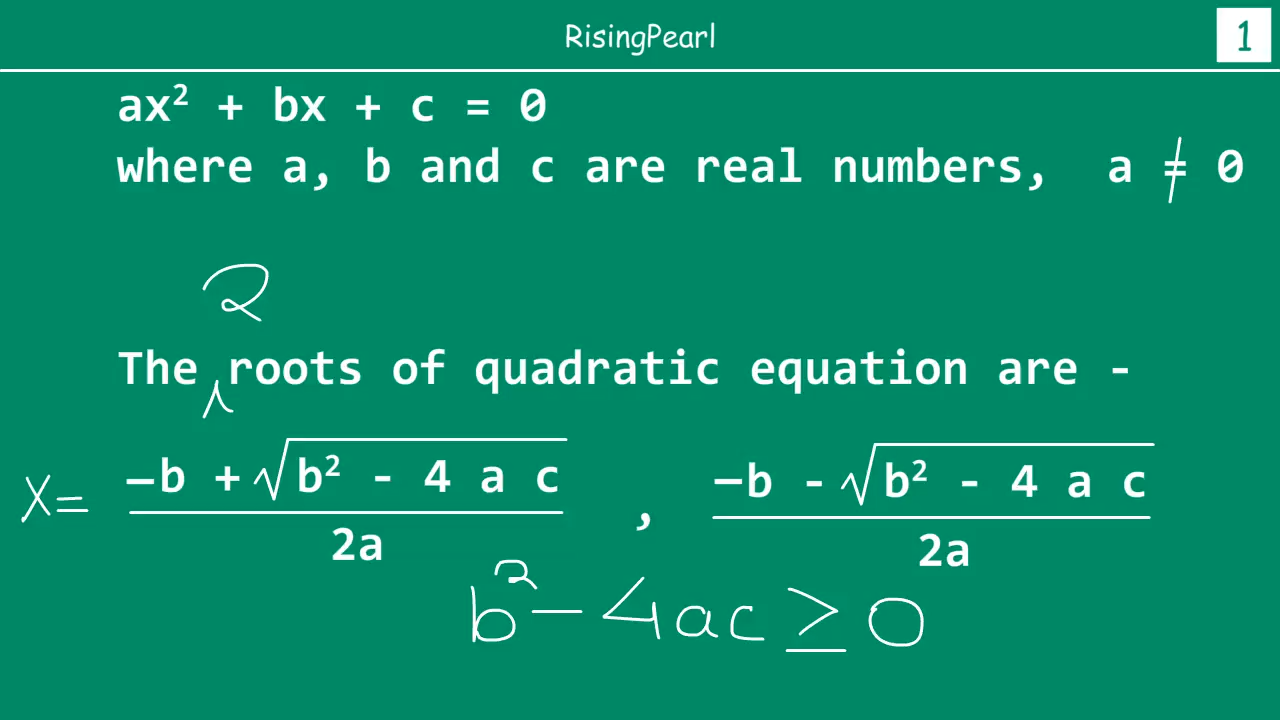 RisingPearl
1
ax² + bx + c = 0
where a, b and c are real numbers, a ≠ 0
2
The roots of quadratic equation are -
x = (−b + √(b² - 4 a c)) / 2a , (−b - √(b² - 4 a c)) / 2a
b² - 4ac ≥ 0